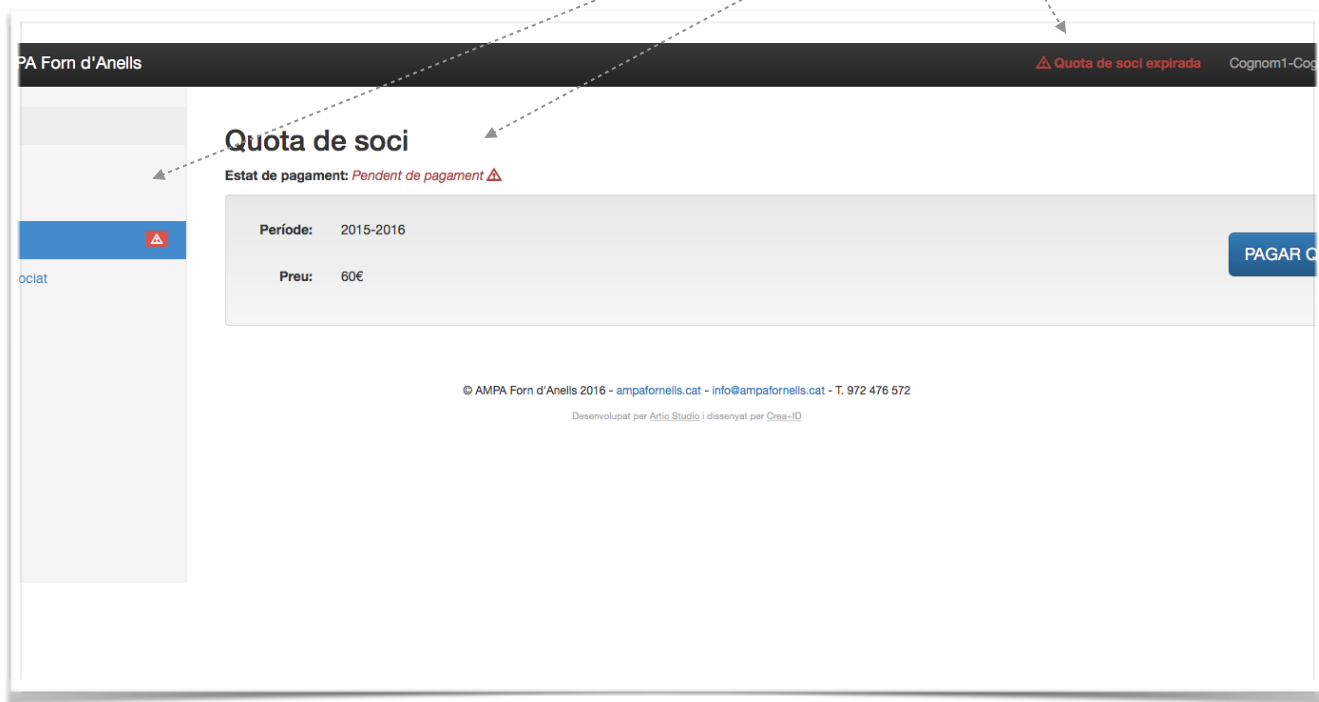 PA Forn d'Anells
Quota de soci expirada
Cognom1-Cog
Quota de soci
Estat de pagament: Pendent de pagament
Període: 2015-2016
PAGAR Q
ociat
Preu: 60€
© AMPA Forn d'Anells 2016 - ampafornells.cat - info@ampafornells.cat - T. 972 476 572
Desenvolupat per Artic Studio i dissenyat per Crea+ID